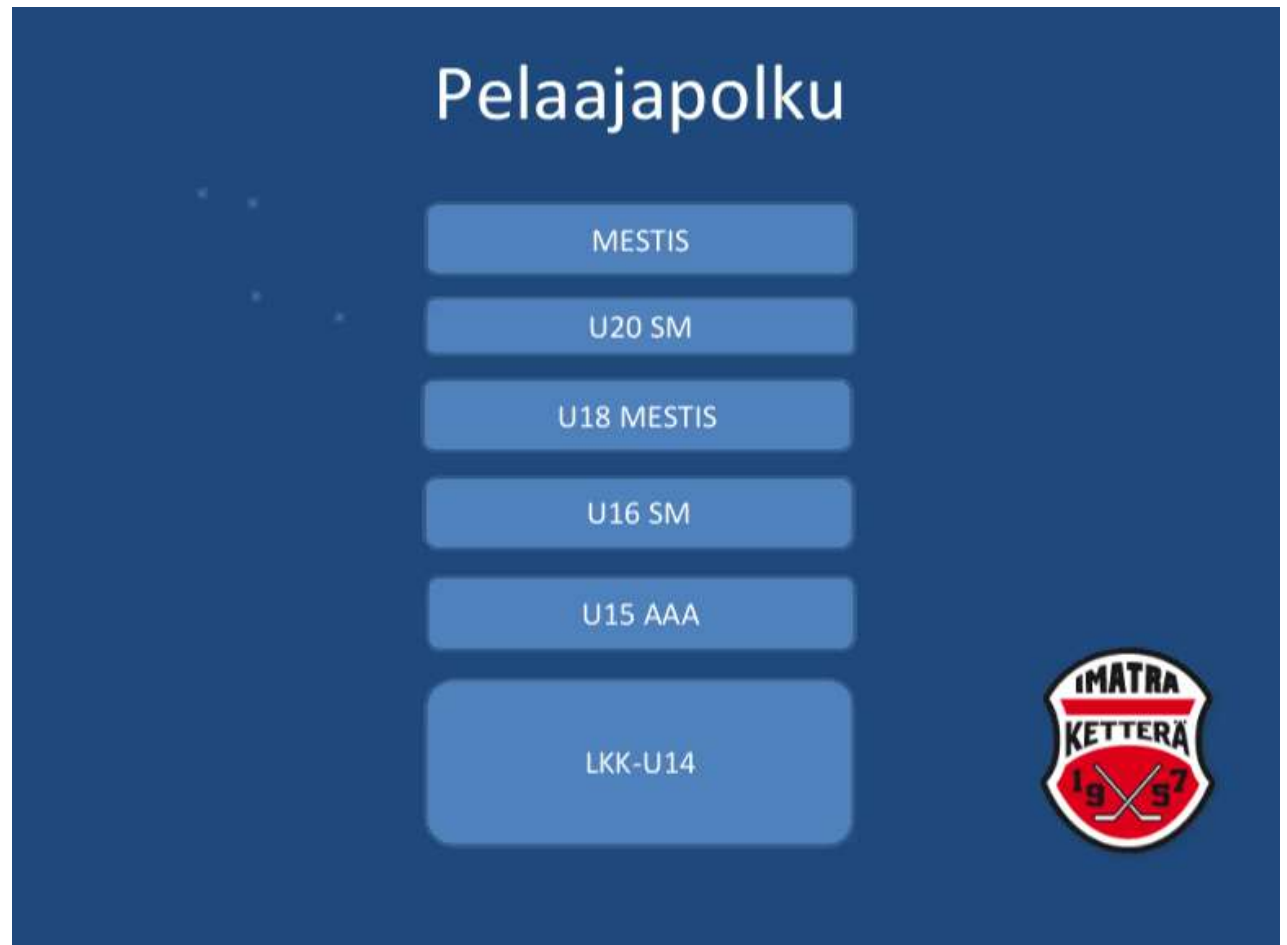 Pelaajapolku
MESTIS
U20 SM
U18 MESTIS
U16 SM
U15 AAA
LKK-U14
IMATRA
KETTERÄ
1957